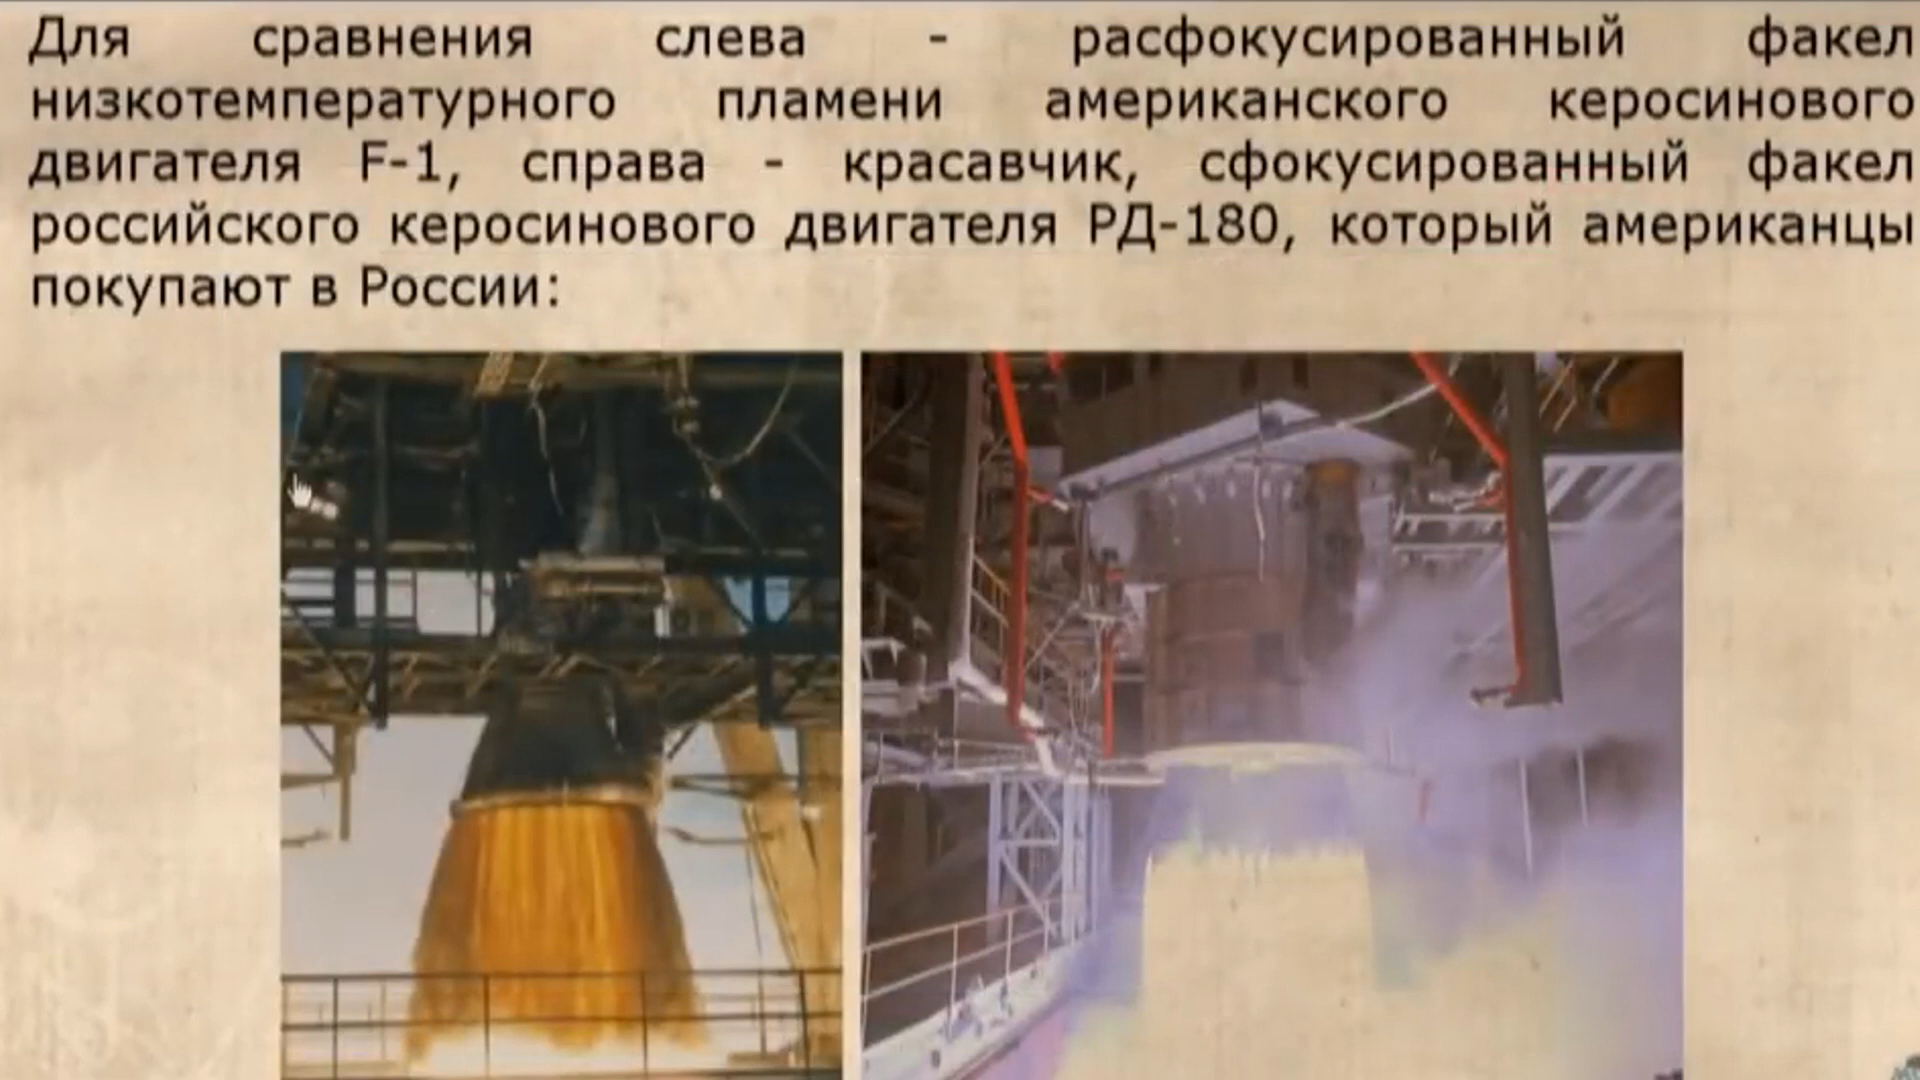 Для сравнения слева - расфокусированный факел
низкотемпературного пламени американского керосинового
двигателя F-1, справа - красавчик, сфокусированный факел
российского керосинового двигателя РД-180, который американцы
покупают в России: